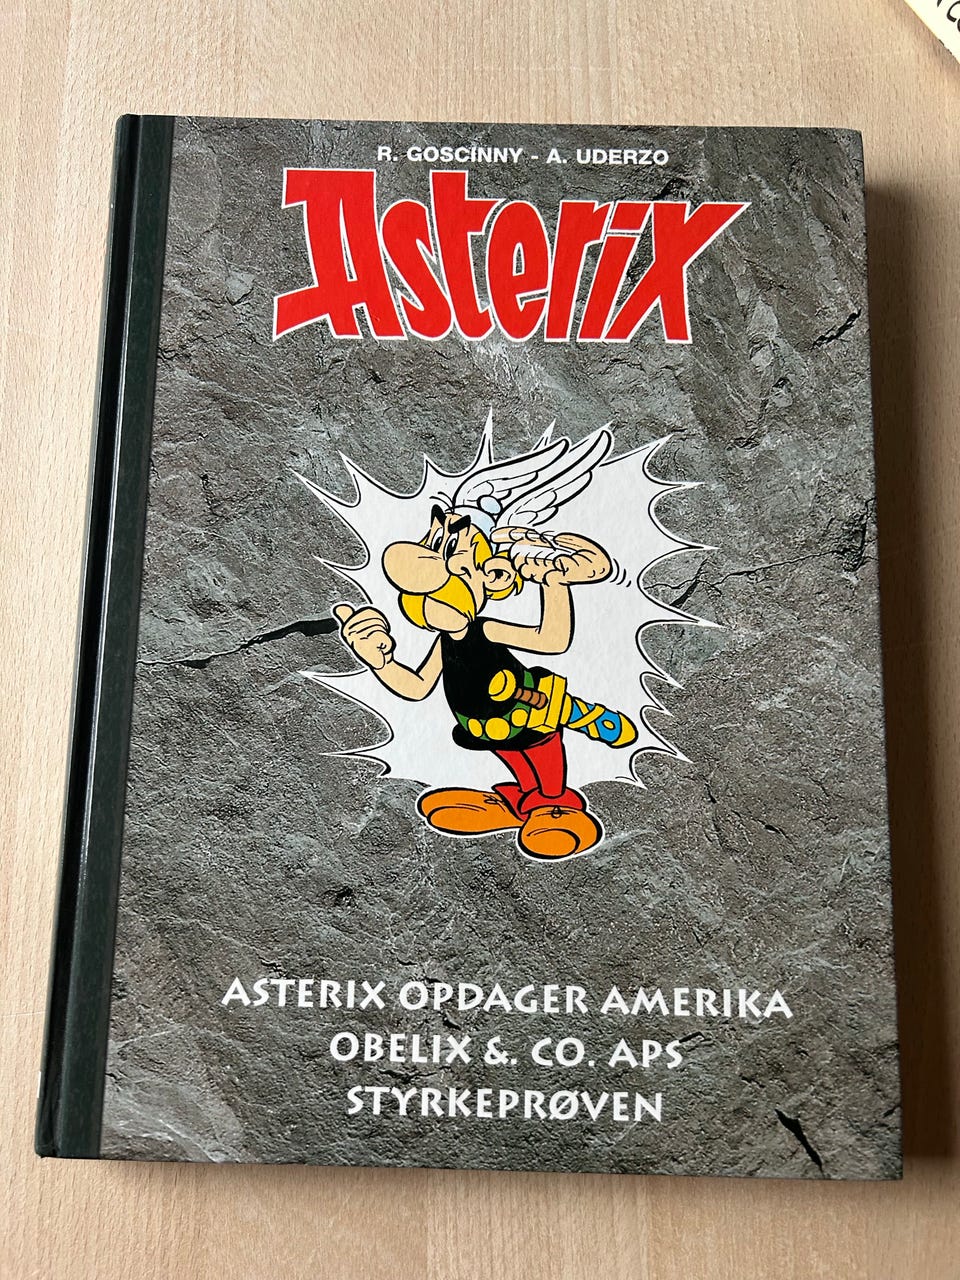 R. GOSCINNY - A. UDERZO
Asterix
ASTERIX OPDAGER AMERIKA
OBELIX &. CO. APS
STYRKEPRØVEN